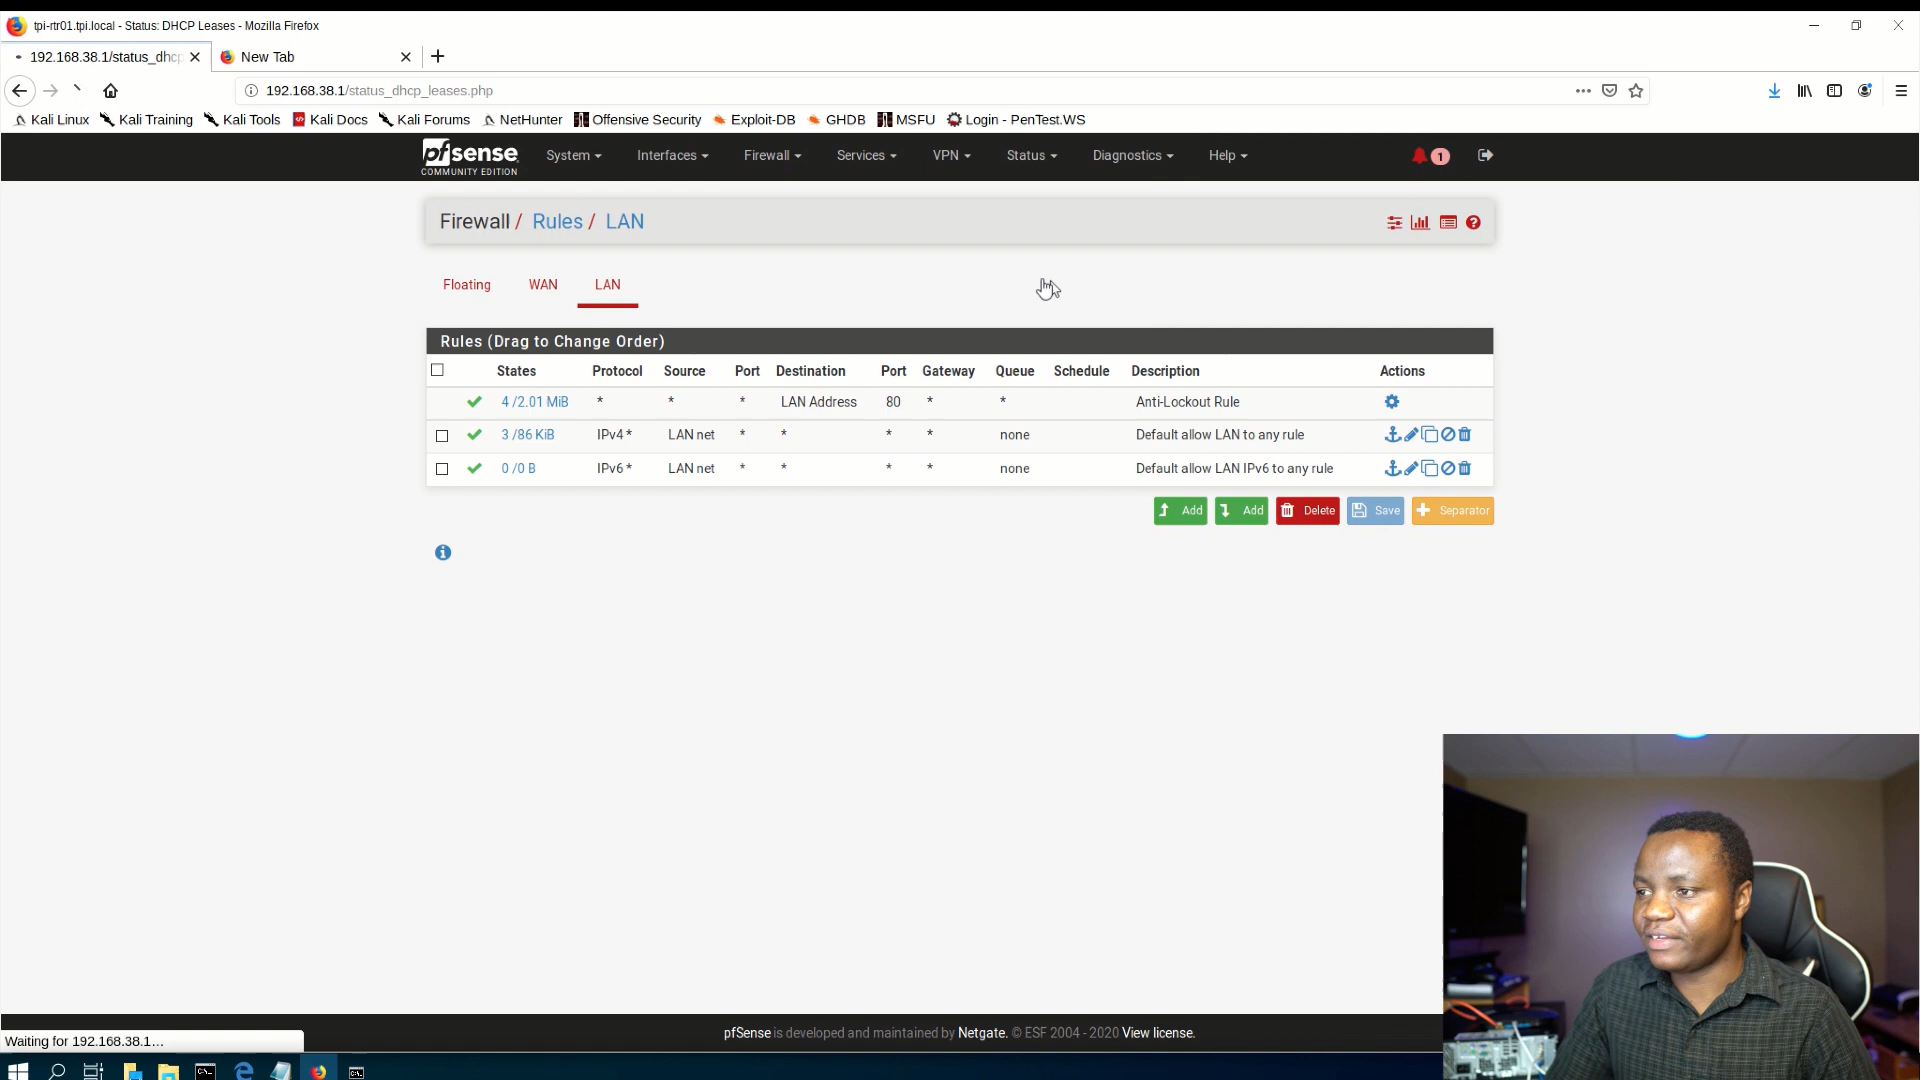 tpi-rtr01.tpi.local - Status: DHCP Leases - Mozilla Firefox
192.168.38.1/status_dhcp
New Tab
192.168.38.1/status_dhcp_leases.php
Kali Linux Kali Training Kali Tools Kali Docs Kali Forums NetHunter Offensive Security Exploit-DB GHDB MSFU Login - PenTest.WS
pfsense COMMUNITY EDITION
System Interfaces Firewall Services VPN Status Diagnostics Help 1
Firewall / Rules / LAN
Floating WAN LAN
Rules (Drag to Change Order)
States Protocol Source Port Destination Port Gateway Queue Schedule Description Actions
4 /2.01 MiB * * * LAN Address 80 * * Anti-Lockout Rule
3 /86 KiB IPv4 * LAN net * * * * none Default allow LAN to any rule
0 /0 B IPv6 * LAN net * * * * none Default allow LAN IPv6 to any rule
Add Add Delete Save Separator
pfSense is developed and maintained by Netgate. © ESF 2004 - 2020 View license.
Waiting for 192.168.38.1…